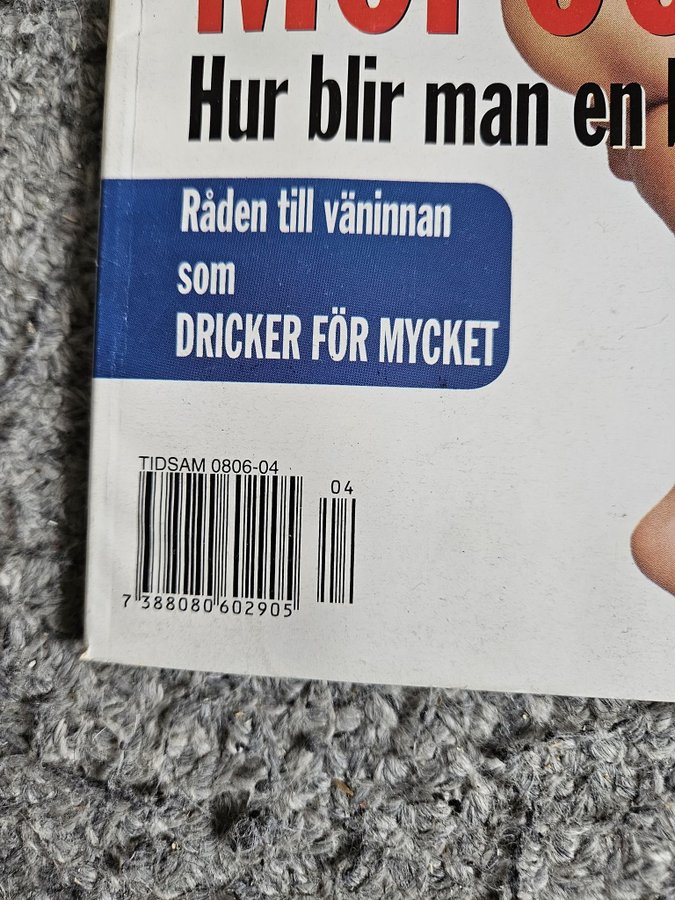 Hur blir man en
Råden till väninnan
som
DRICKER FÖR MYCKET
TIDSAM 0806-04
04
7 388080 602905